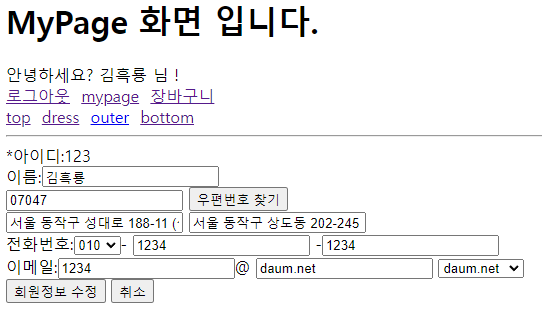 MyPage 화면 입니다.
안녕하세요? 김흑룡 님 !
로그아웃 mypage 장바구니
top dress outer bottom
*아이디:123
이름:김흑룡
07047 우편번호 찾기
서울 동작구 성대로 188-11 ( 서울 동작구 상도동 202-245
전화번호:010- 1234 -1234
이메일:1234@ daum.net daum.net
회원정보 수정 취소